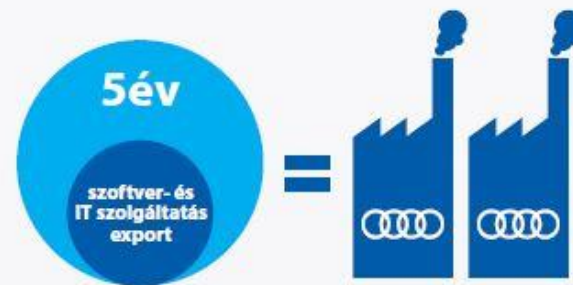 5év
szoftver- és
IT szolgáltatás
export
=